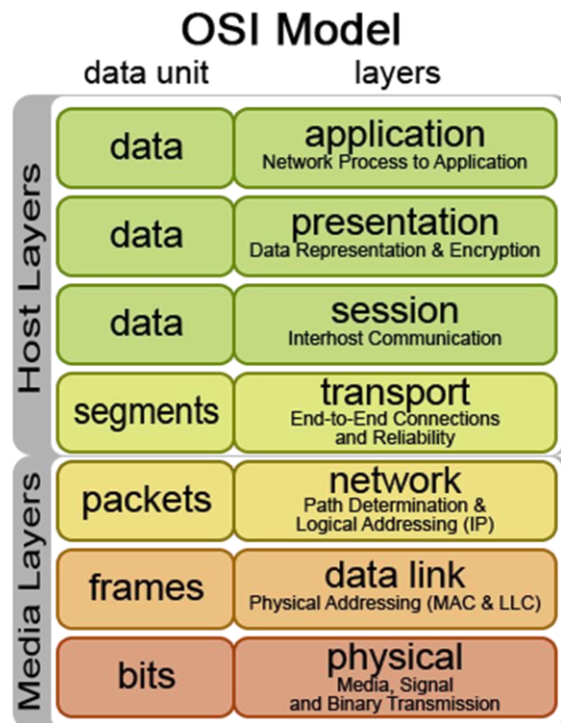 OSI Model
data unit layers
Host Layers
data application
Network Process to Application
data presentation
Data Representation & Encryption
data session
Interhost Communication
segments transport
End-to-End Connections
and Reliability
Media Layers
packets network
Path Determination &
Logical Addressing (IP)
frames data link
Physical Addressing (MAC & LLC)
bits physical
Media, Signal
and Binary Transmission